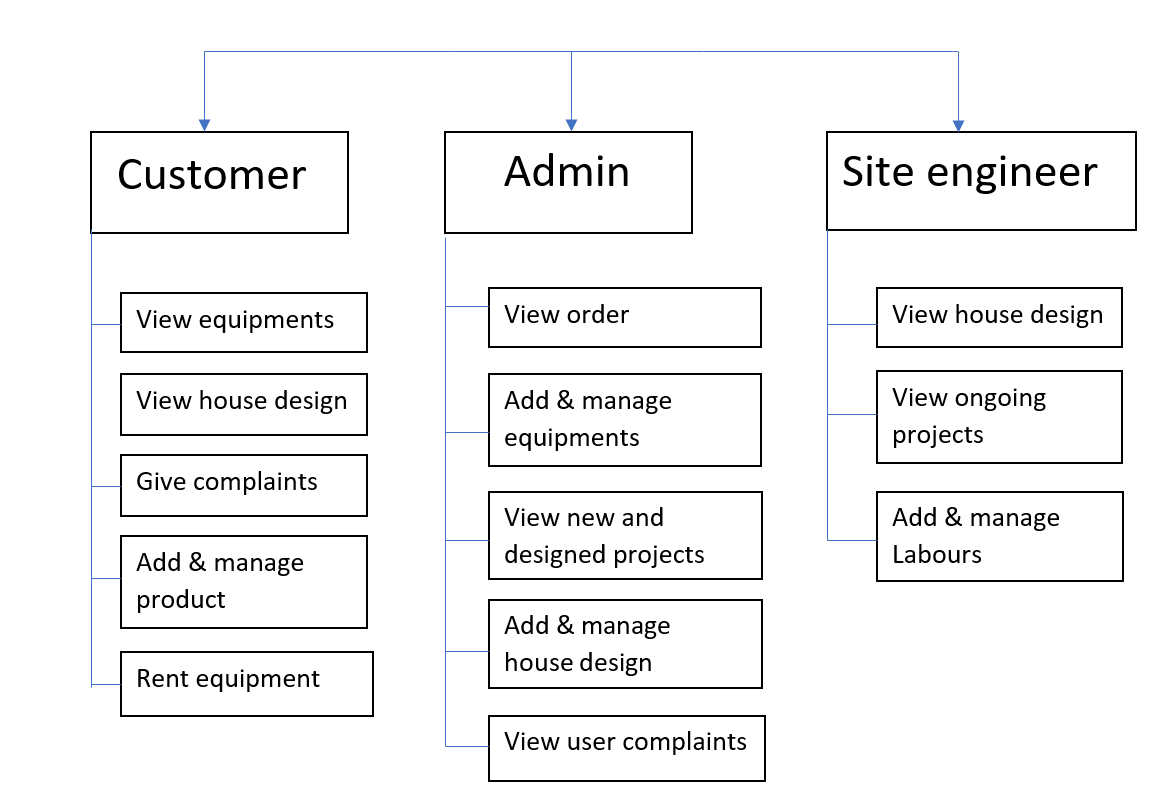 Customer
Admin
Site engineer
View equipments
View house design
Give complaints
Add & manage
product
Rent equipment
View order
Add & manage
equipments
View new and
designed projects
Add & manage
house design
View user complaints
View house design
View ongoing
projects
Add & manage
Labours